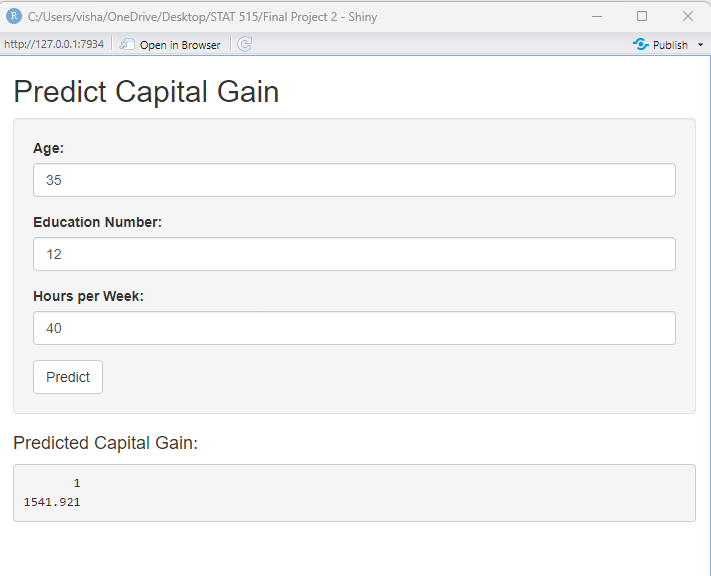 R C:/Users/visha/OneDrive/Desktop/STAT 515/Final Project 2 - Shiny
http://127.0.0.1:7934 Open in Browser Publish
Predict Capital Gain
Age:
35
Education Number:
12
Hours per Week:
40
Predict
Predicted Capital Gain:
1
1541.921